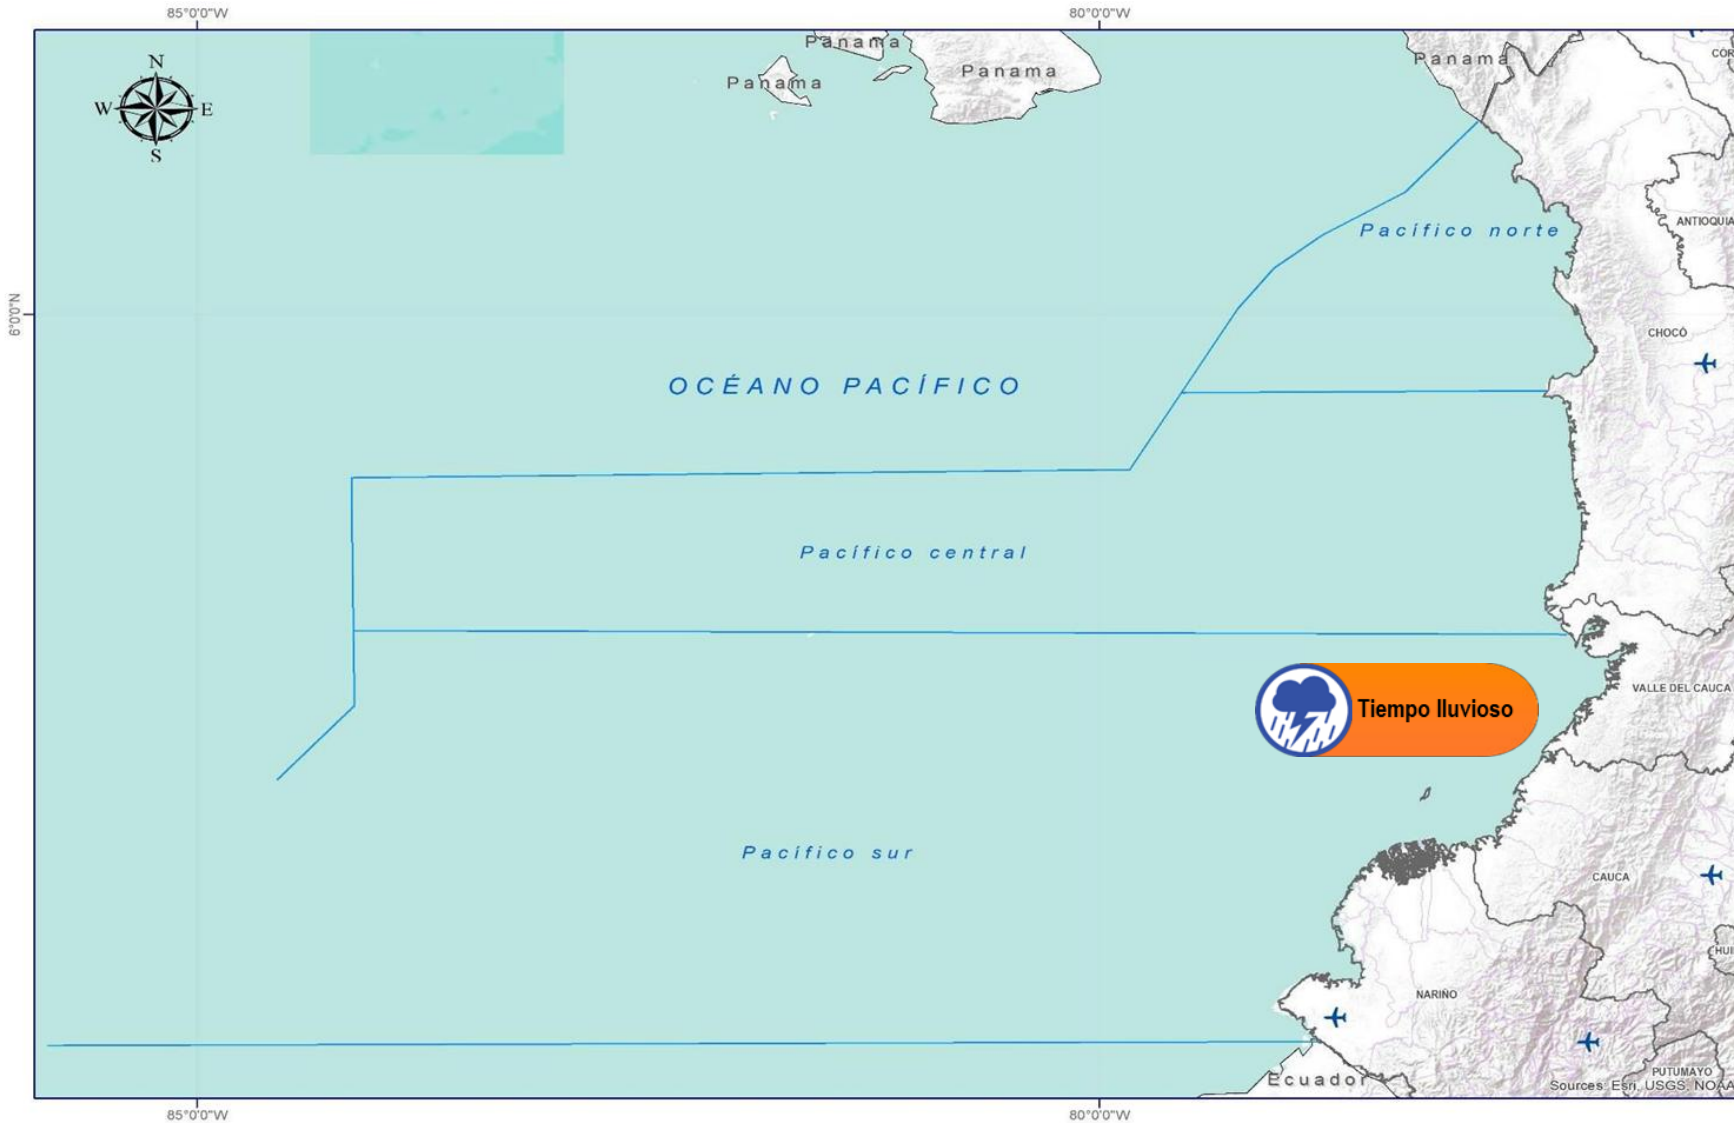 85°0'0"W
80°0'0"W
N
W
E
S
Panama
Panama
Panama
Panama
ANTIOQUIA
Pacífico norte
6°0'0"N
CHOCÓ
OCÉANO PACÍFICO
Pacífico central
VALLE DEL CAUCA
Tiempo lluvioso
Pacífico sur
CAUCA
NARIÑO
PUTUMAYO
Ecuador
Sources: Esri, USGS, NOAA
85°0'0"W
80°0'0"W